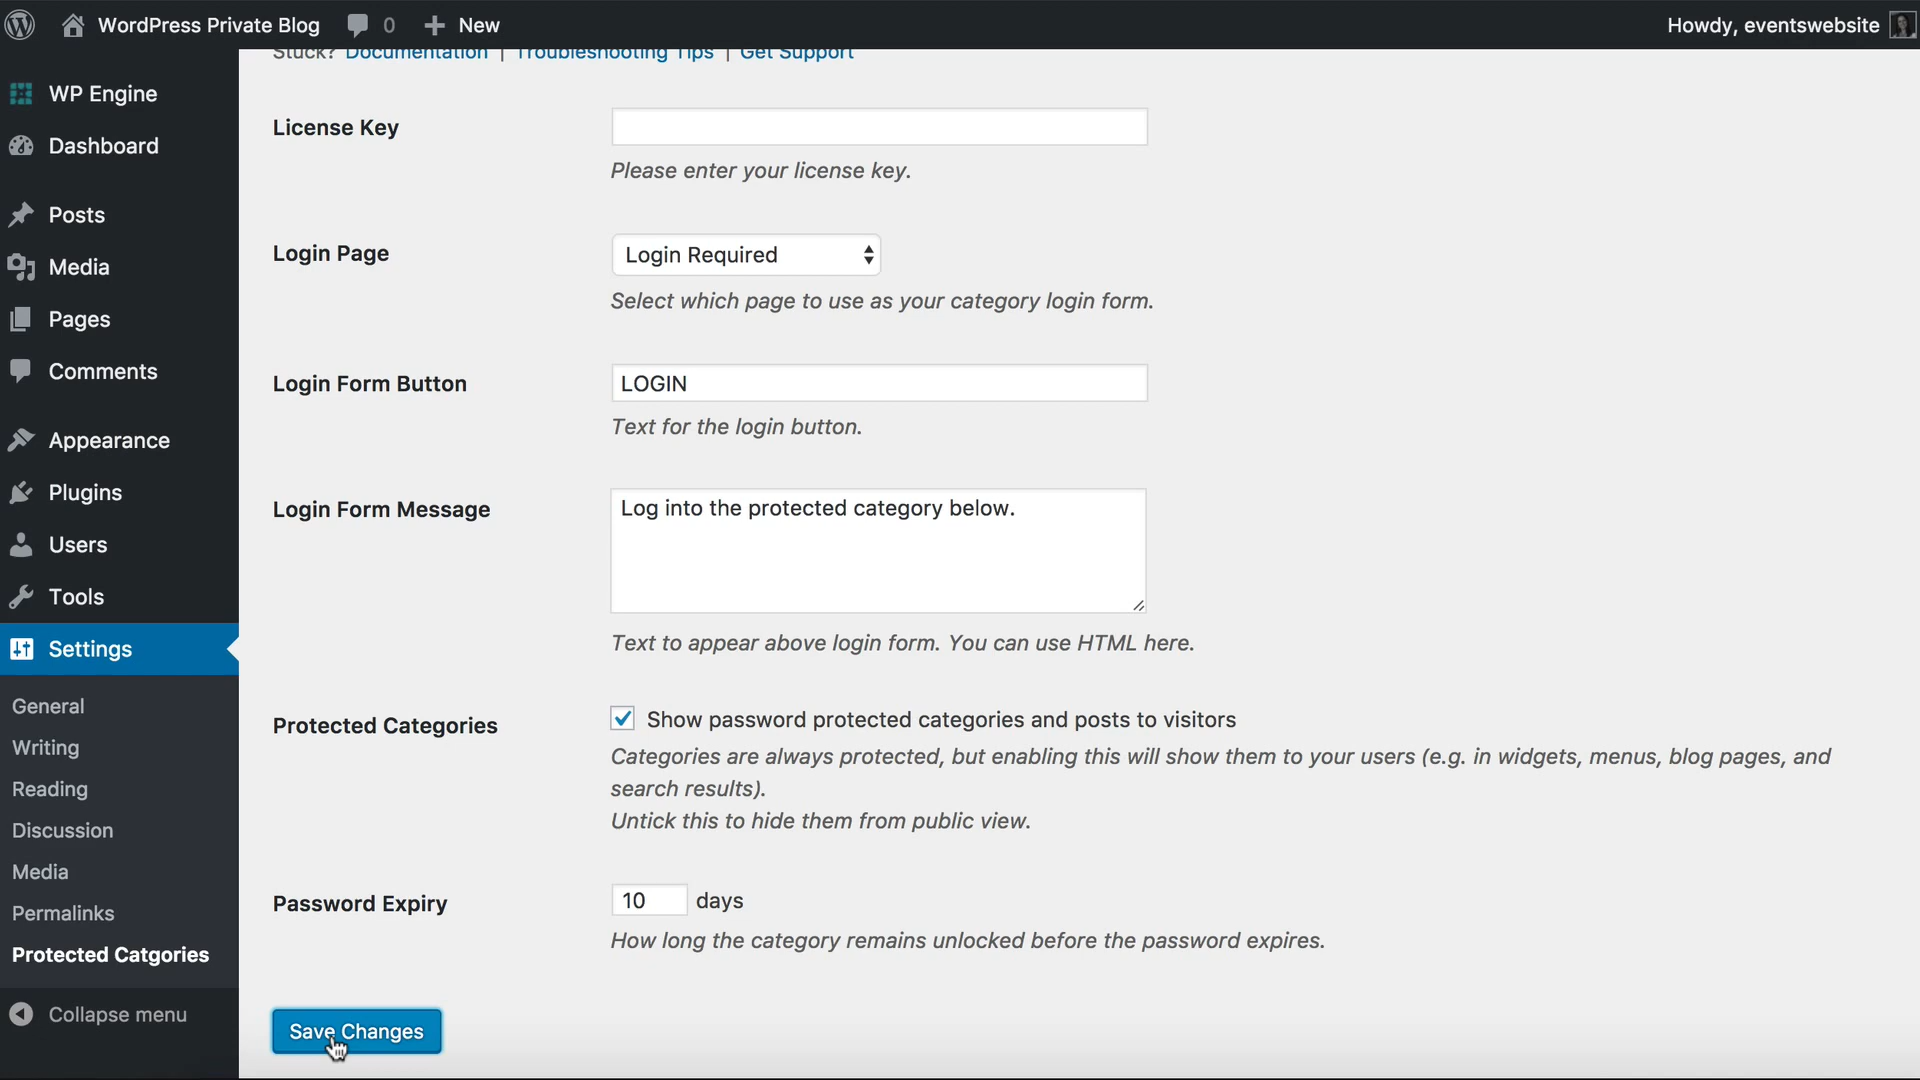 WordPress Private Blog 0 New Howdy, eventswebsite
Stuck? Documentation | Troubleshooting Tips | Get Support
WP Engine
Dashboard
Posts
Media
Pages
Comments
Appearance
Plugins
Users
Tools
Settings
General
Writing
Reading
Discussion
Media
Permalinks
Protected Catgories
Collapse menu
License Key
Please enter your license key.
Login Page
Login Required
Select which page to use as your category login form.
Login Form Button
LOGIN
Text for the login button.
Login Form Message
Log into the protected category below.
Text to appear above login form. You can use HTML here.
Protected Categories
Show password protected categories and posts to visitors
Categories are always protected, but enabling this will show them to your users (e.g. in widgets, menus, blog pages, and
search results).
Untick this to hide them from public view.
Password Expiry
10 days
How long the category remains unlocked before the password expires.
Save Changes